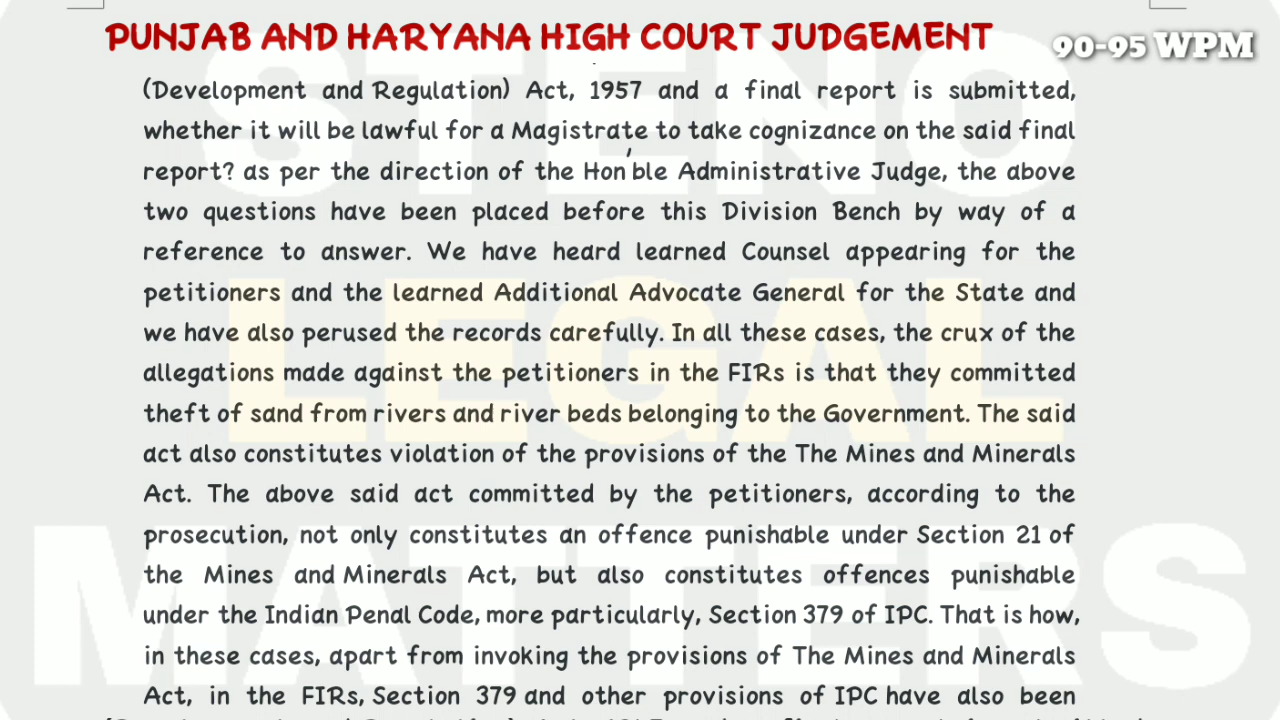 PUNJAB AND HARYANA HIGH COURT JUDGEMENT
90-95 WPM
(Development and Regulation) Act, 1957 and a final report is submitted,
whether it will be lawful for a Magistrate to take cognizance on the said final
report? as per the direction of the Hon'ble Administrative Judge, the above
two questions have been placed before this Division Bench by way of a
reference to answer. We have heard learned Counsel appearing for the
petitioners and the learned Additional Advocate General for the State and
we have also perused the records carefully. In all these cases, the crux of the
allegations made against the petitioners in the FIRs is that they committed
theft of sand from rivers and river beds belonging to the Government. The said
act also constitutes violation of the provisions of the The Mines and Minerals
Act. The above said act committed by the petitioners, according to the
prosecution, not only constitutes an offence punishable under Section 21 of
the Mines and Minerals Act, but also constitutes offences punishable
under the Indian Penal Code, more particularly, Section 379 of IPC. That is how,
in these cases, apart from invoking the provisions of The Mines and Minerals
Act, in the FIRs, Section 379 and other provisions of IPC have also been
STENO
LEGAL
MATTERS